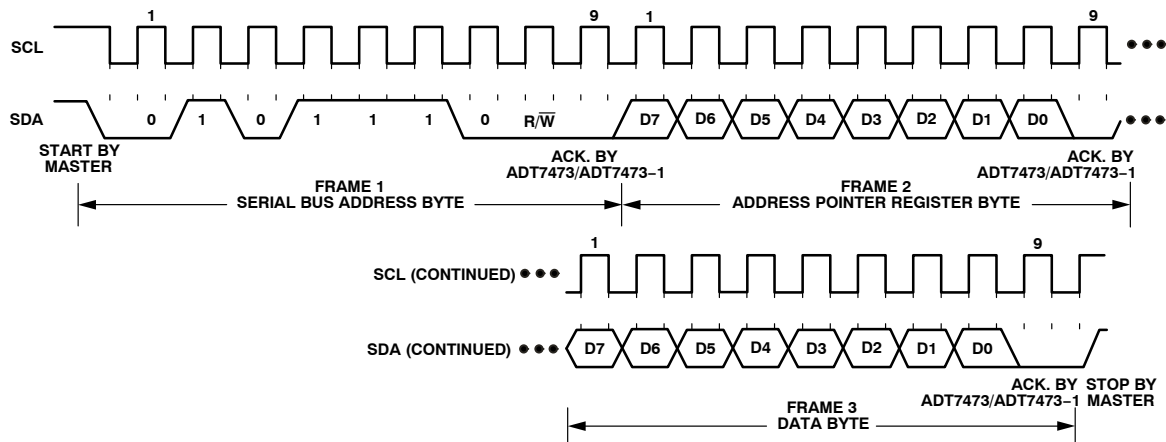 1 9 1 9
SCL
SDA 0 1 0 1 1 1 0 R/W̅ D7 D6 D5 D4 D3 D2 D1 D0
START BY
MASTER
ACK. BY
ADT7473/ADT7473−1
ACK. BY
ADT7473/ADT7473−1
FRAME 1
SERIAL BUS ADDRESS BYTE
FRAME 2
ADDRESS POINTER REGISTER BYTE
1 9
SCL (CONTINUED)
SDA (CONTINUED) D7 D6 D5 D4 D3 D2 D1 D0
ACK. BY
ADT7473/ADT7473−1
STOP BY
MASTER
FRAME 3
DATA BYTE